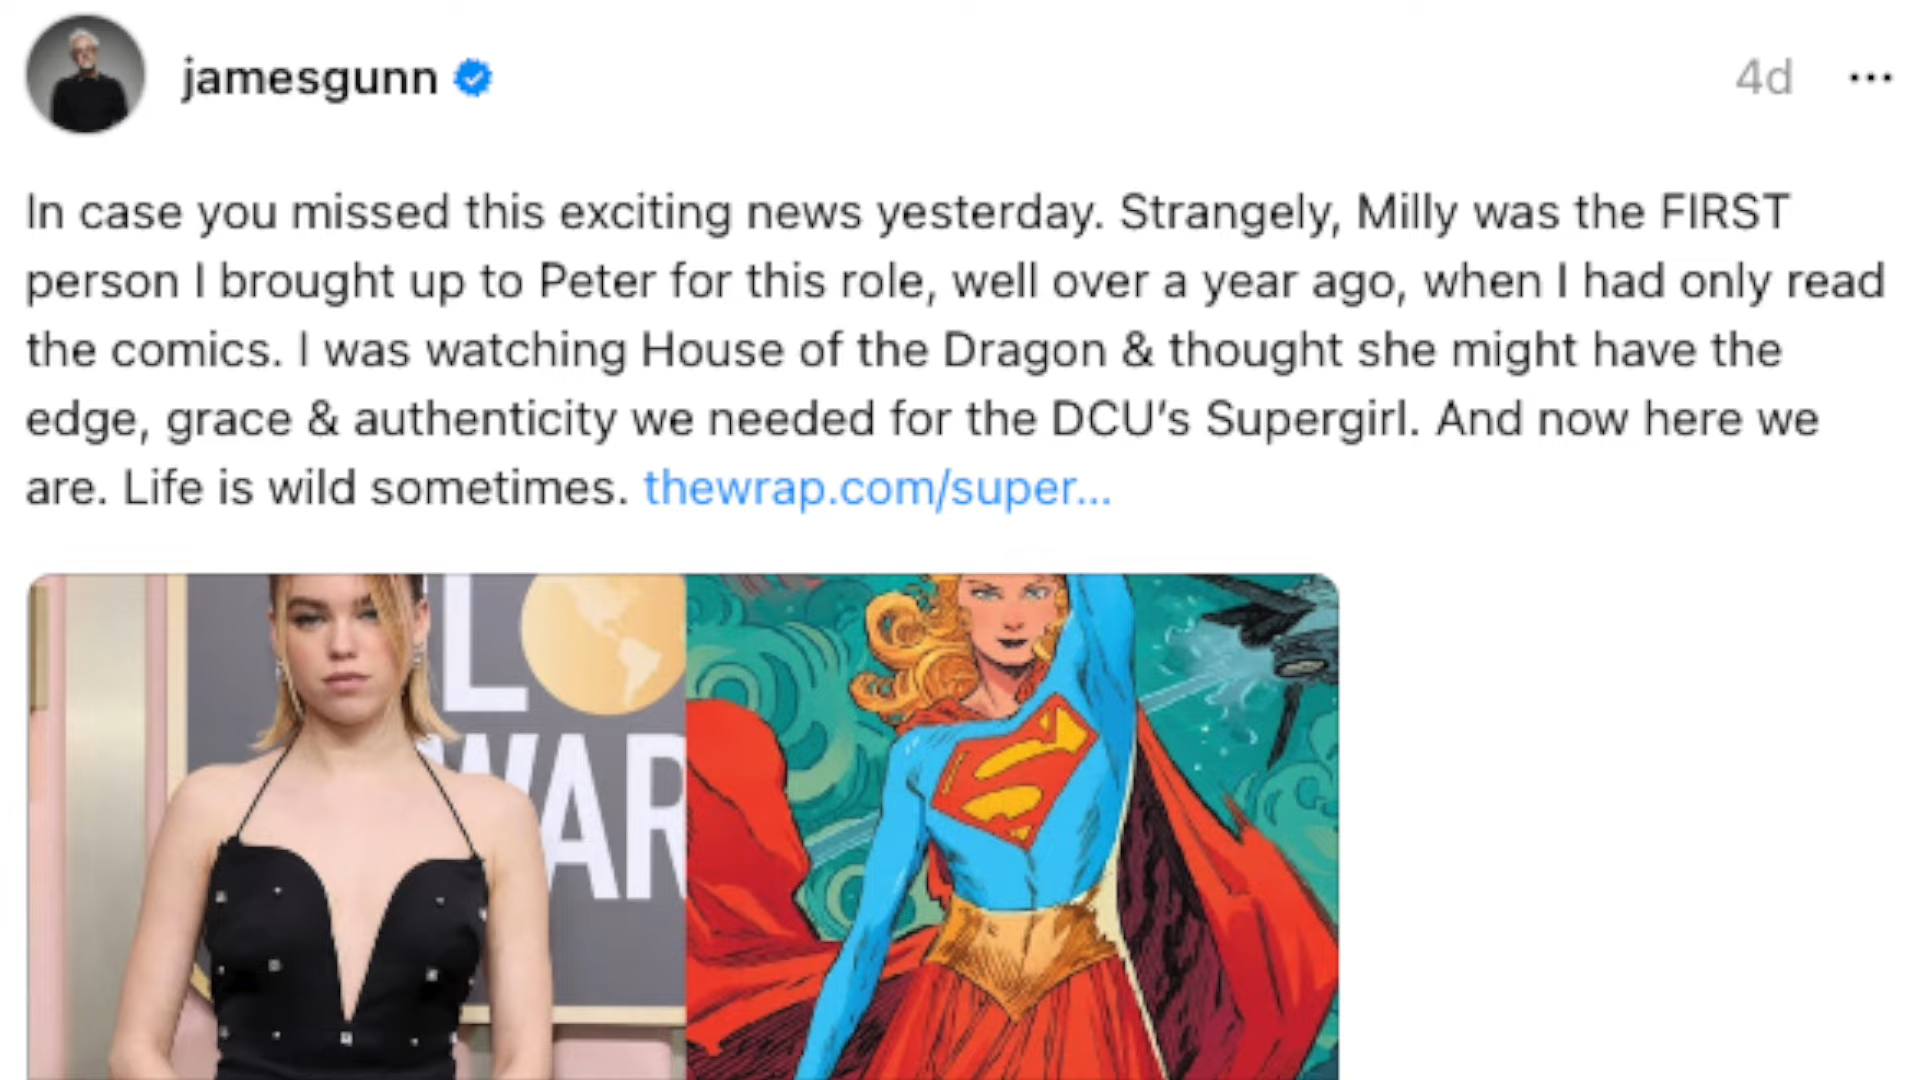 jamesgunn
4d
In case you missed this exciting news yesterday. Strangely, Milly was the FIRST
person I brought up to Peter for this role, well over a year ago, when I had only read
the comics. I was watching House of the Dragon & thought she might have the
edge, grace & authenticity we needed for the DCU’s Supergirl. And now here we
are. Life is wild sometimes. thewrap.com/super...
L
WAR